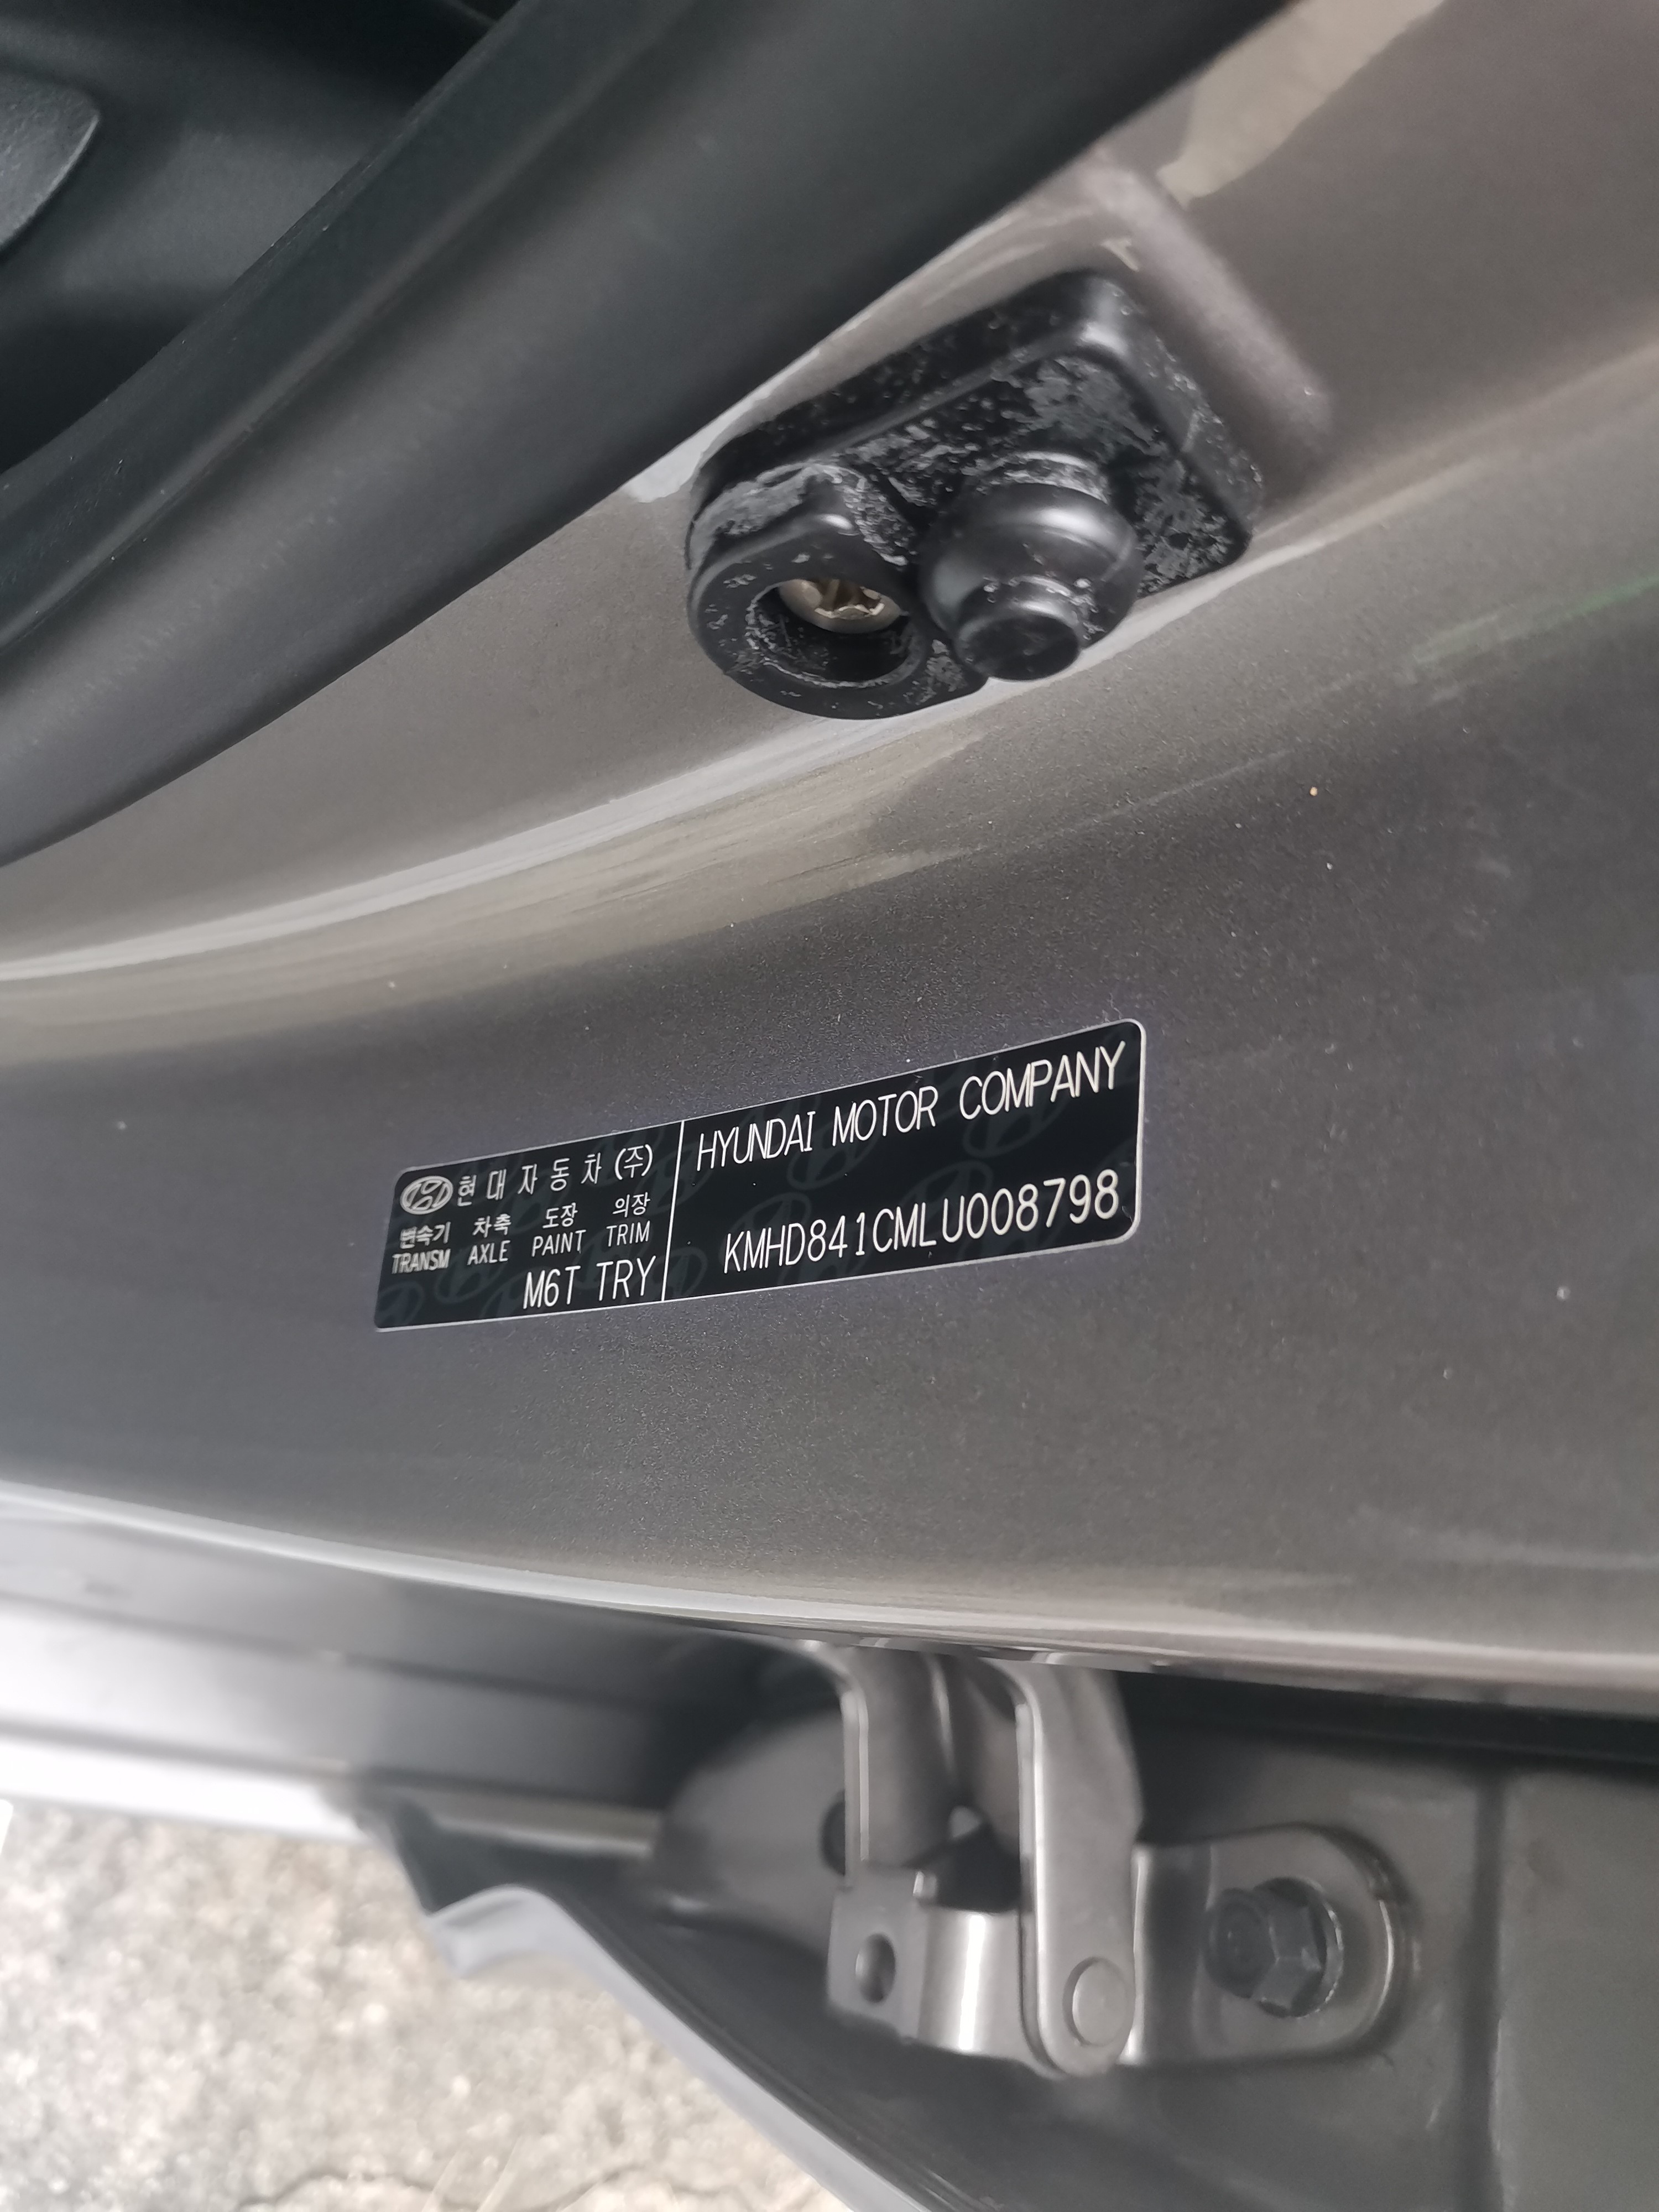 현대자동차(주)
변속기 차축 도장 의장
TRANSM AXLE PAINT TRIM
M6T TRY
HYUNDAI MOTOR COMPANY
KMHD841CMLU008798